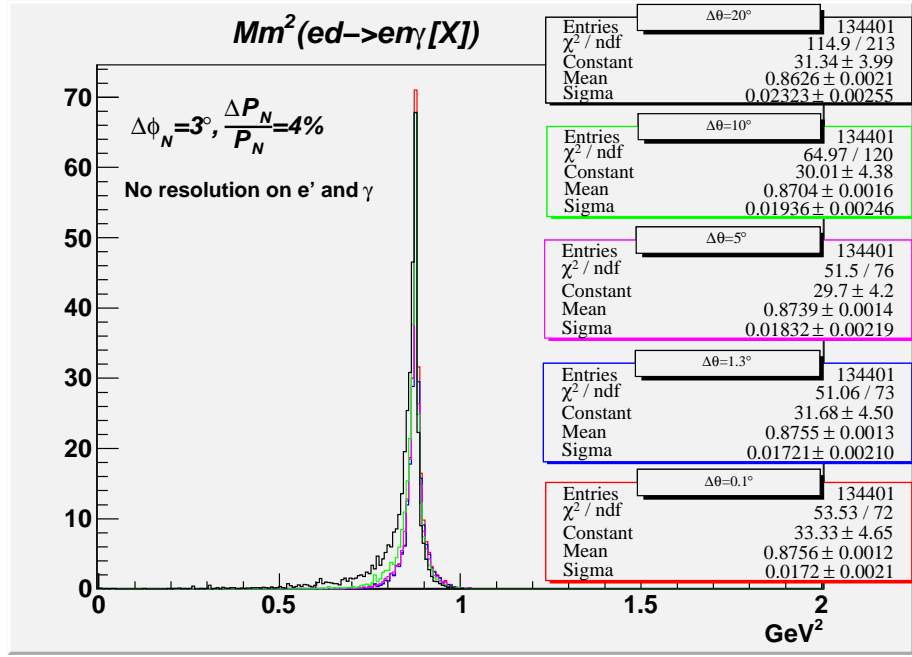 Mm²(ed–>enγ[X])
Δϕ_N=3°, ΔP_N/P_N=4%
No resolution on e' and γ
Δθ=20°
Entries 134401
χ² / ndf 114.9 / 213
Constant 31.34 ± 3.99
Mean 0.8626 ± 0.0021
Sigma 0.02323 ± 0.00255
Δθ=10°
Entries 134401
χ² / ndf 64.97 / 120
Constant 30.01 ± 4.38
Mean 0.8704 ± 0.0016
Sigma 0.01936 ± 0.00246
Δθ=5°
Entries 134401
χ² / ndf 51.5 / 76
Constant 29.7 ± 4.2
Mean 0.8739 ± 0.0014
Sigma 0.01832 ± 0.00219
Δθ=1.3°
Entries 134401
χ² / ndf 51.06 / 73
Constant 31.68 ± 4.50
Mean 0.8755 ± 0.0013
Sigma 0.01721 ± 0.00210
Δθ=0.1°
Entries 134401
χ² / ndf 53.53 / 72
Constant 33.33 ± 4.65
Mean 0.8756 ± 0.0012
Sigma 0.0172 ± 0.0021
70
60
50
40
30
20
10
0
0 0.5 1 1.5 2
GeV²